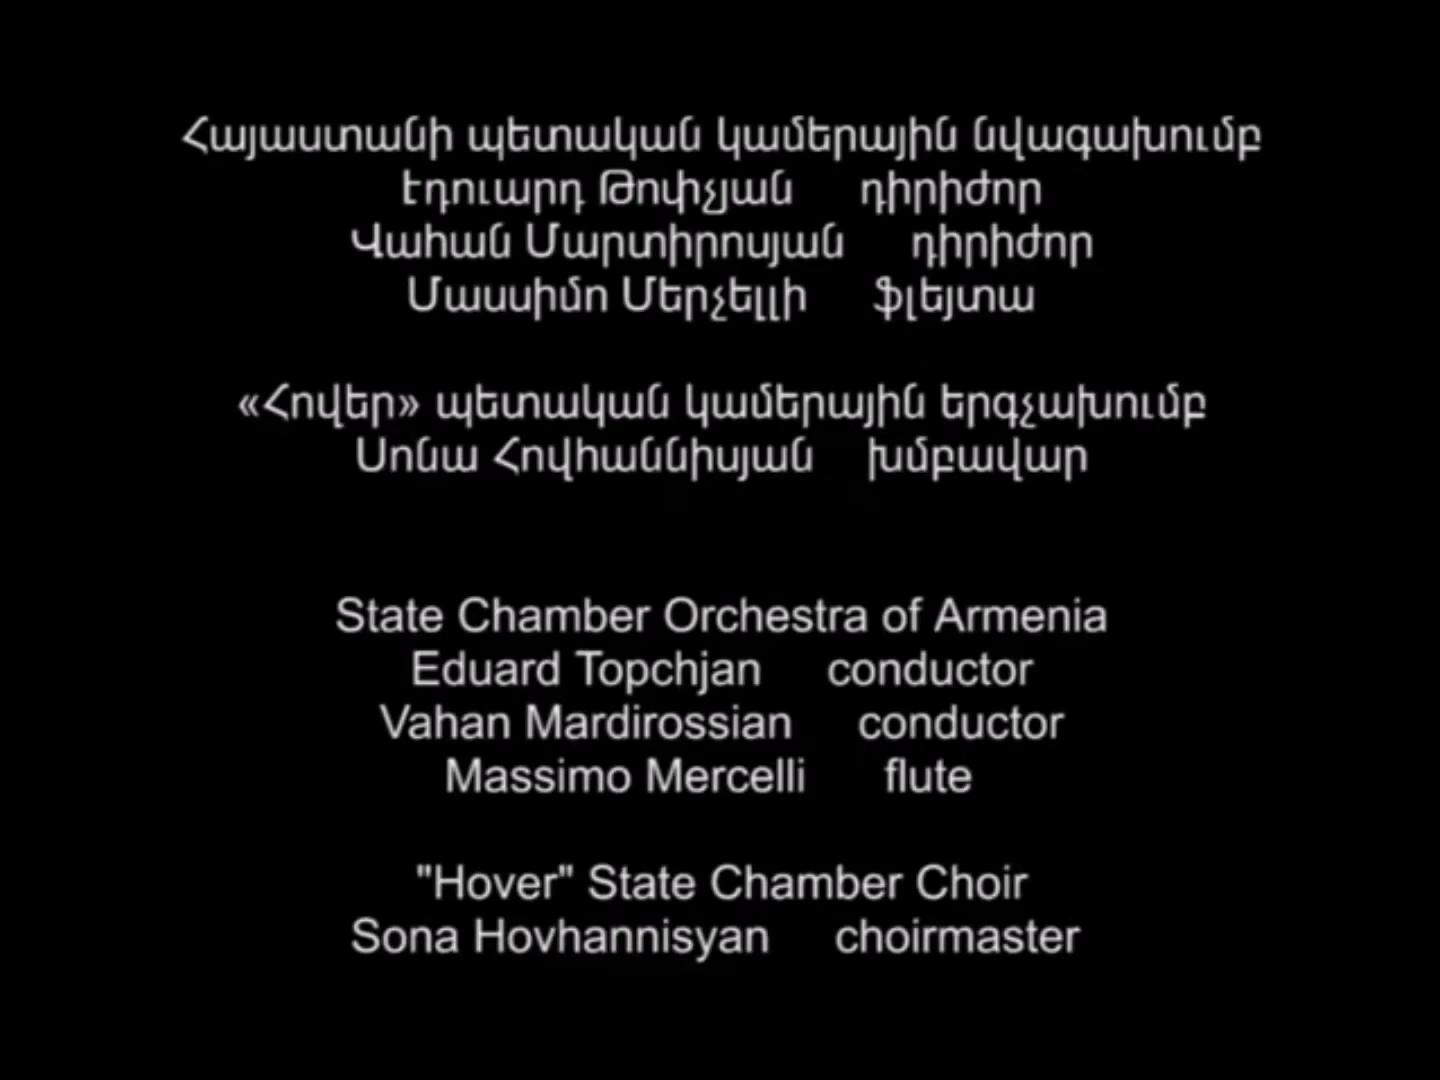 Հայաստանի պետական կամերային նվագախումբ
Էդուարդ Թոփչյան դիրիժոր
Վահան Մարտիրոսյան դիրիժոր
Մասսիմո Մերչելլի ֆլեյտա
«Հովեր» պետական կամերային երգչախումբ
Սոնա Հովհաննիսյան խմբավար
State Chamber Orchestra of Armenia
Eduard Topchjan conductor
Vahan Mardirossian conductor
Massimo Mercelli flute
"Hover" State Chamber Choir
Sona Hovhannisyan choirmaster